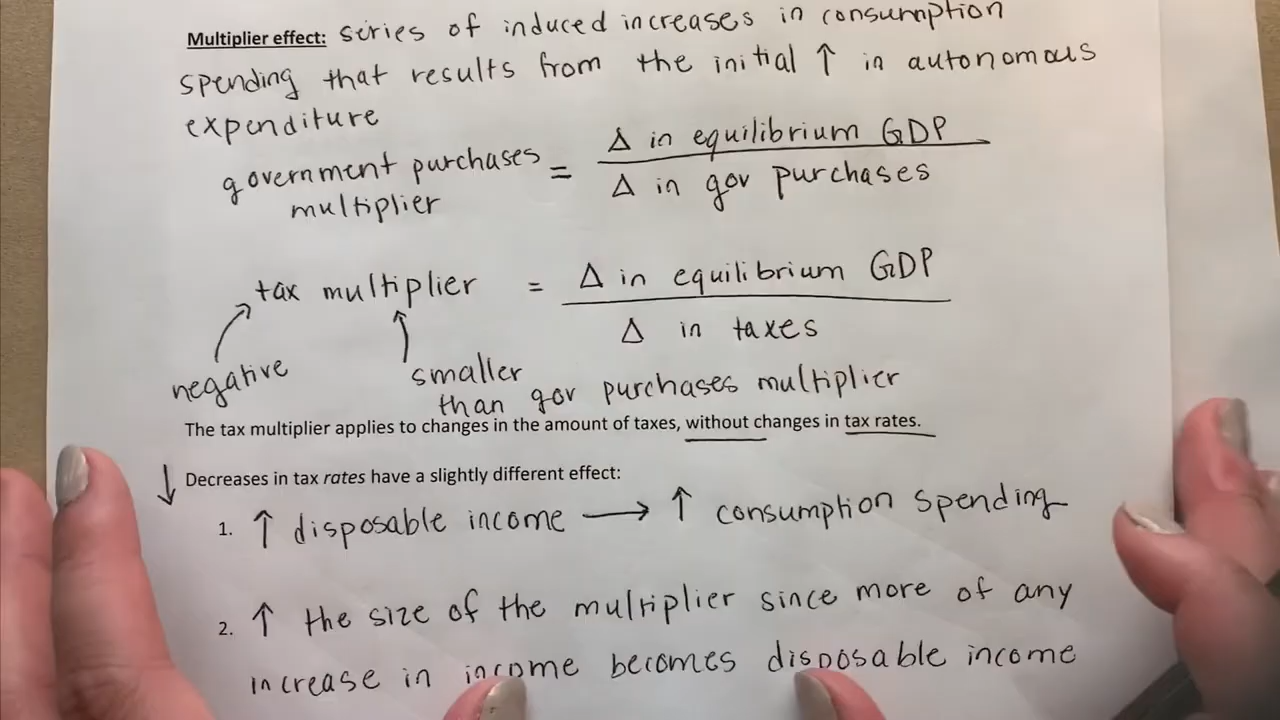 Multiplier effect: series of induced increases in consumption
spending that results from the initial ↑ in autonomous
expenditure
government purchases multiplier = Δ in equilibrium GDP / Δ in gov purchases
tax multiplier = Δ in equilibrium GDP / Δ in taxes
negative
smaller
than gov purchases multiplier
The tax multiplier applies to changes in the amount of taxes, without changes in tax rates.
↓ Decreases in tax rates have a slightly different effect:
1. ↑ disposable income → ↑ consumption spending
2. ↑ the size of the multiplier since more of any
increase in income becomes disposable income